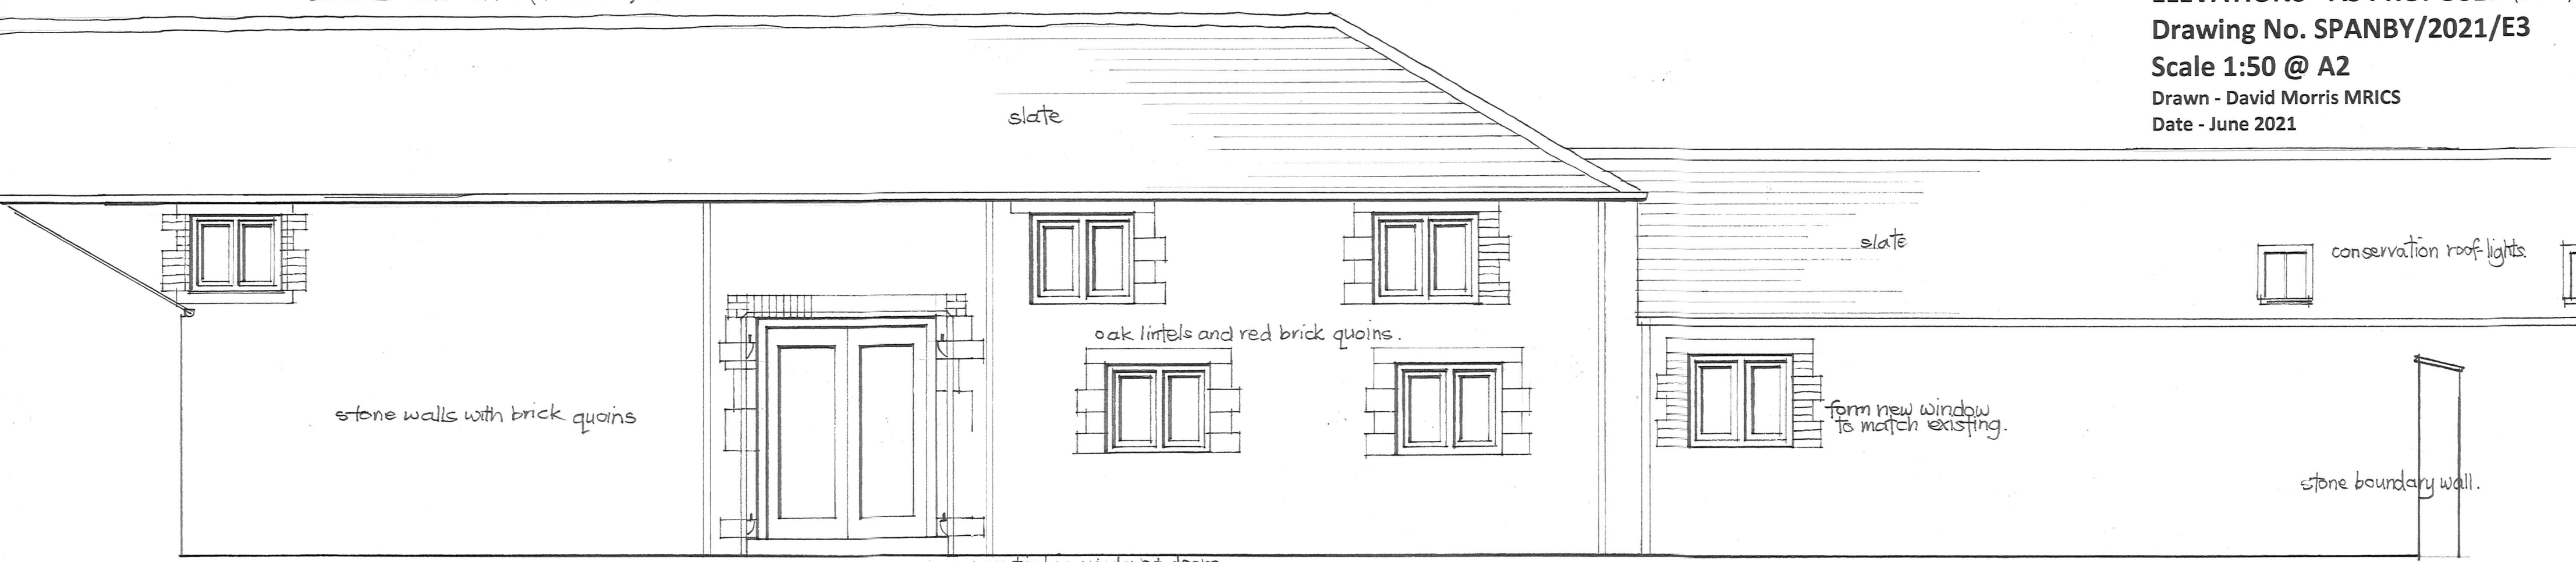 Drawing No. SPANBY/2021/E3
Scale 1:50 @ A2
Drawn - David Morris MRICS
Date - June 2021
slate
slate
conservation roof-lights.
oak lintels and red brick quoins.
stone walls with brick quoins
form new window
to match existing.
stone boundary wall.